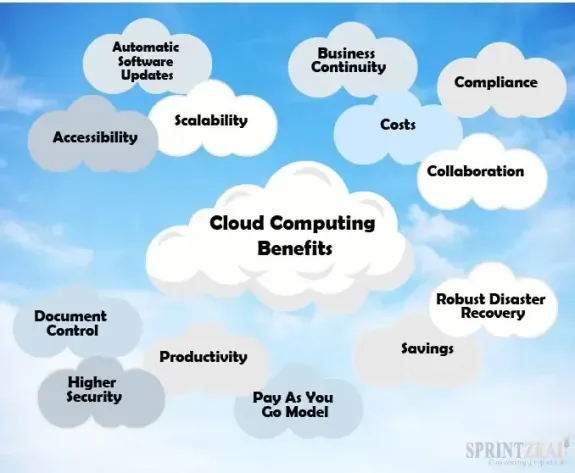 Automatic
Software
Updates
Business
Continuity
Compliance
Scalability
Costs
Accessibility
Collaboration
Cloud Computing
Benefits
Robust Disaster
Recovery
Document
Control
Savings
Productivity
Higher
Security
Pay As You
Go Model
SPRINTZEAL